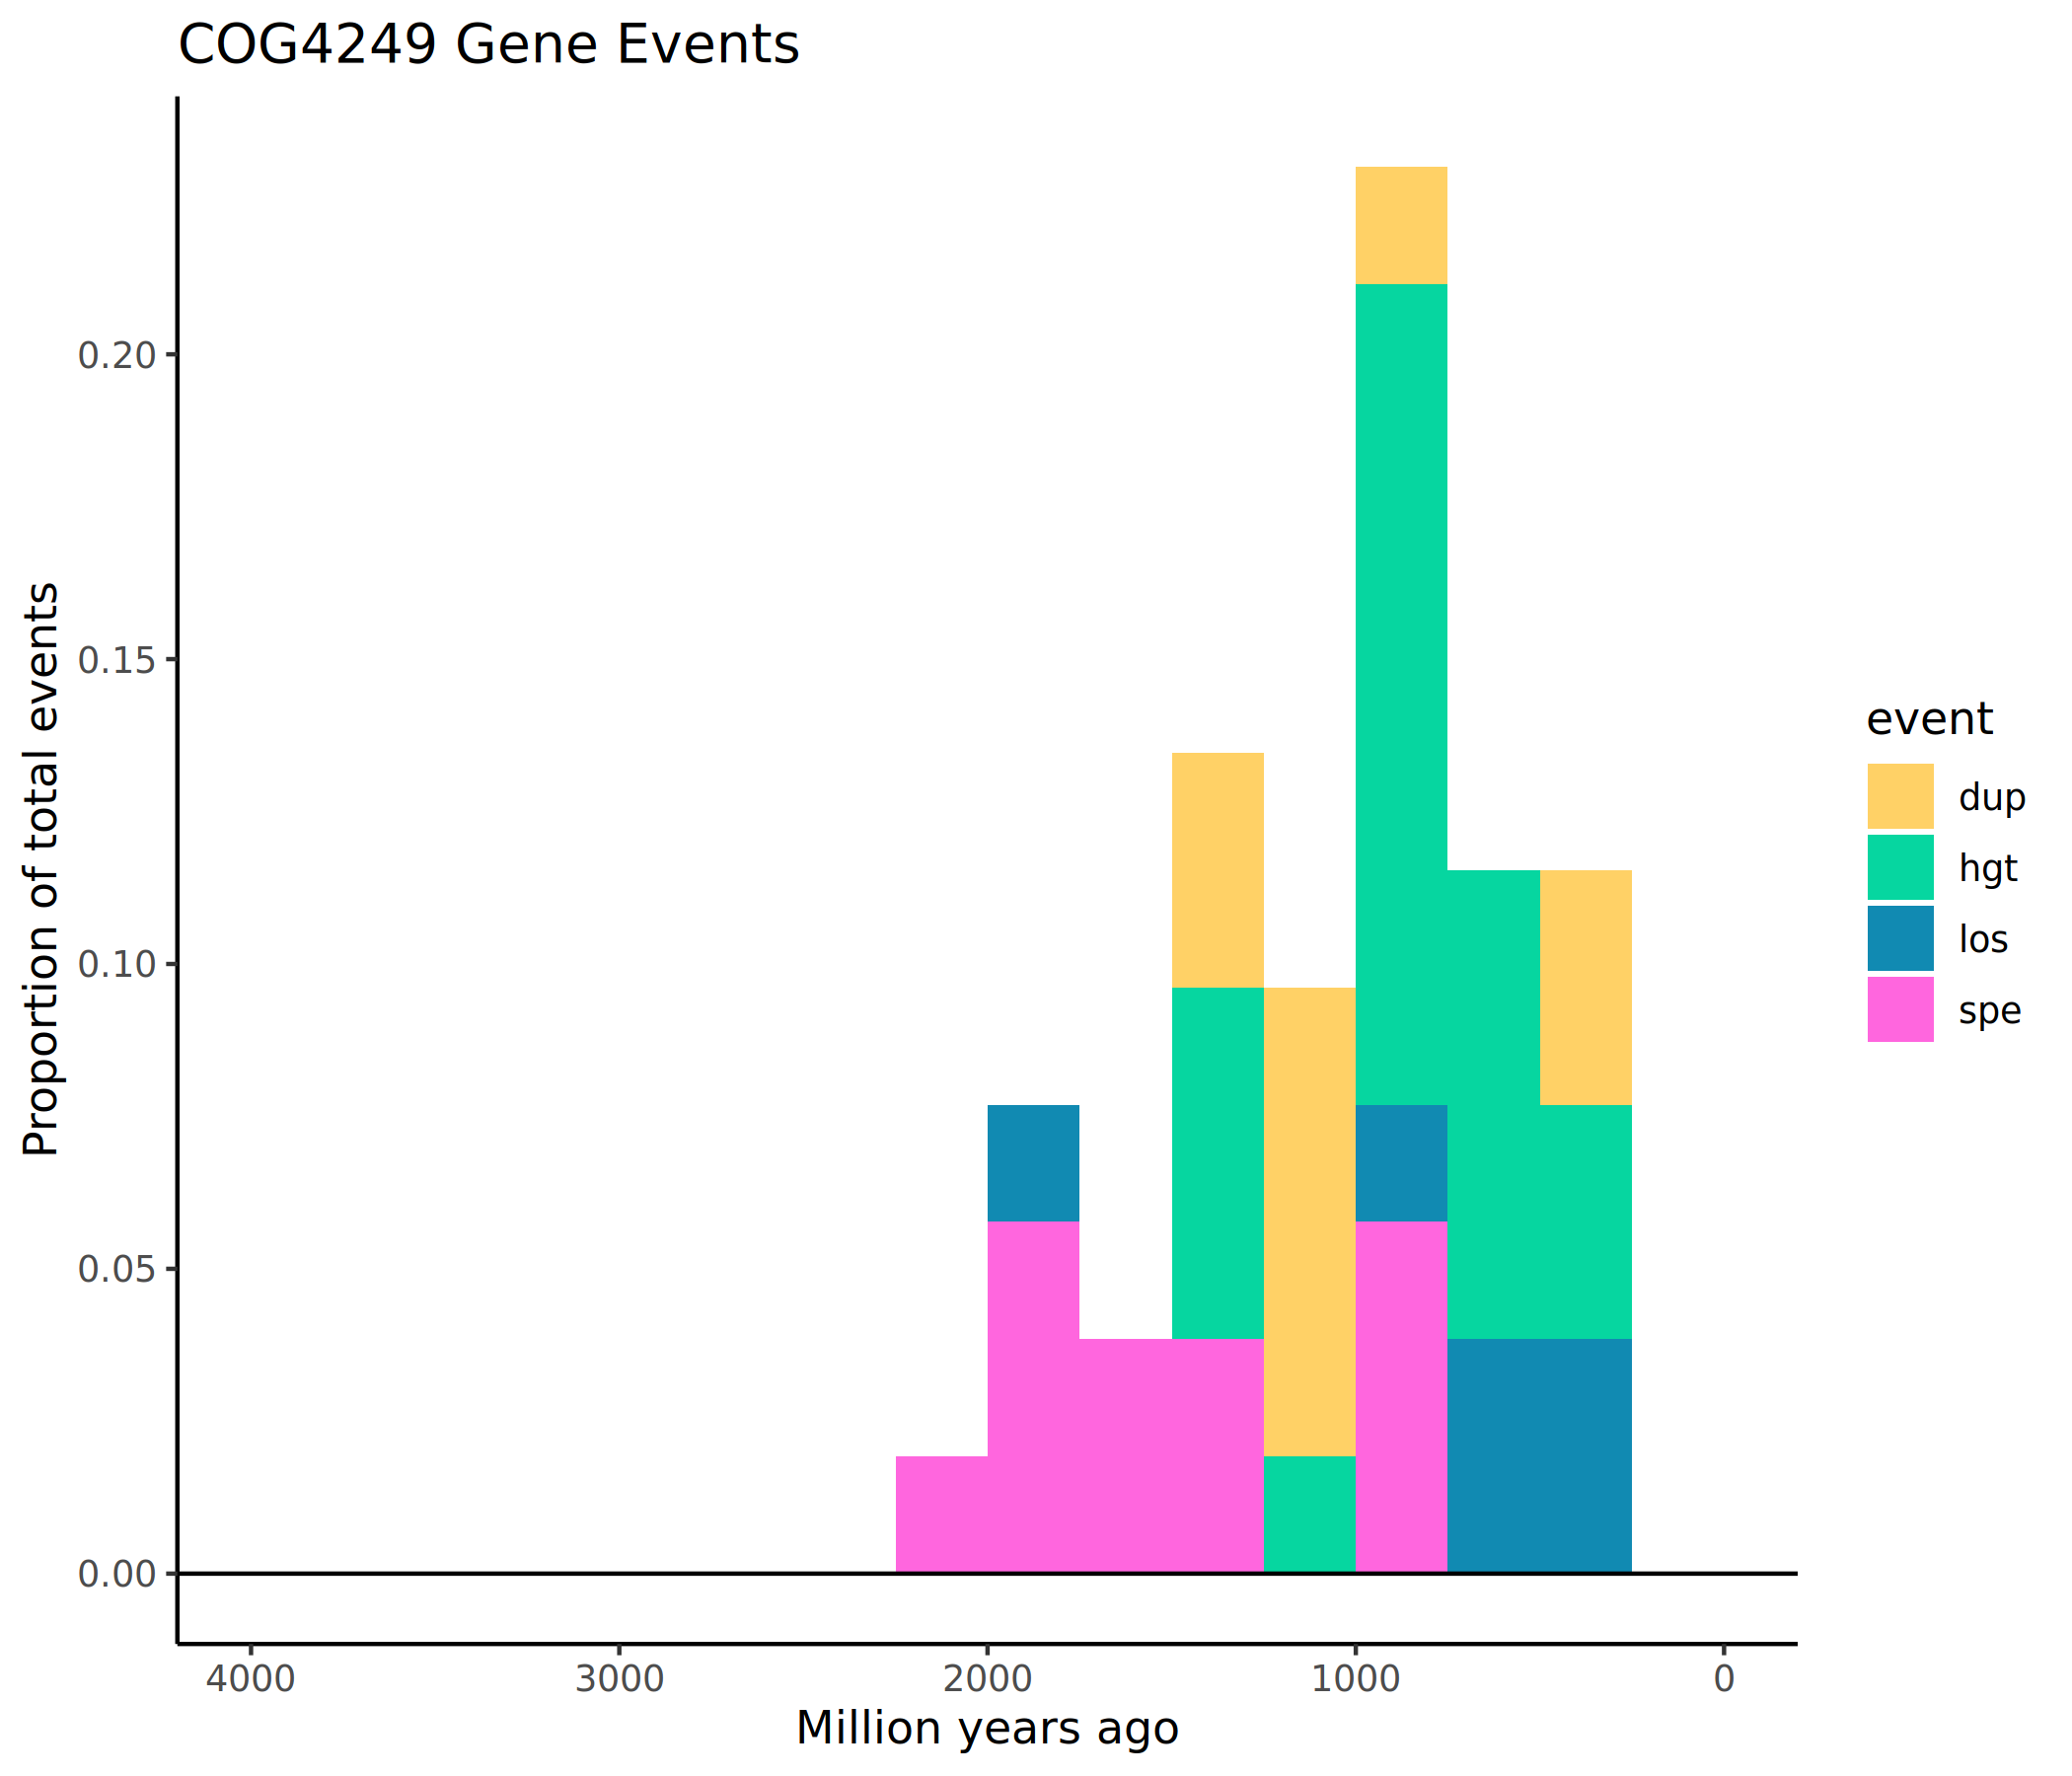 COG4249 Gene Events
Proportion of total events
0.20
0.15
0.10
0.05
0.00
4000 3000 2000 1000 0
Million years ago
event
dup
hgt
los
spe